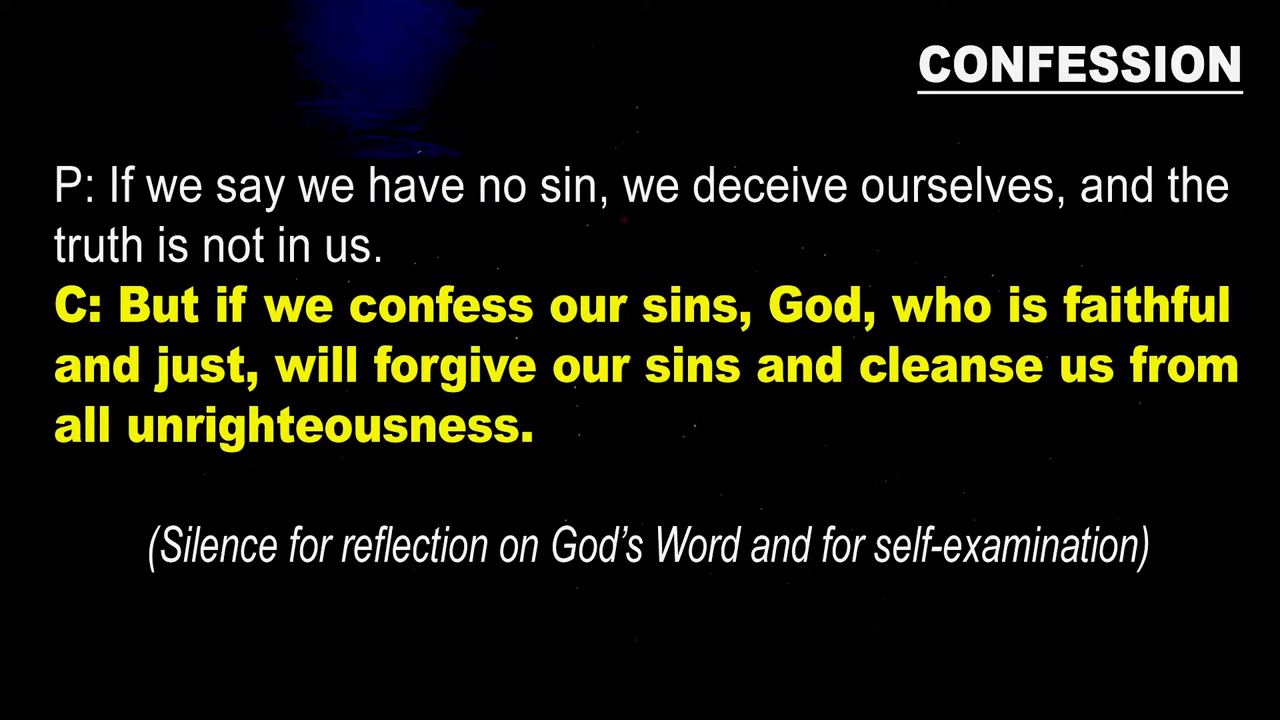 CONFESSION
P: If we say we have no sin, we deceive ourselves, and the
truth is not in us.
C: But if we confess our sins, God, who is faithful
and just, will forgive our sins and cleanse us from
all unrighteousness.
(Silence for reflection on God’s Word and for self-examination)